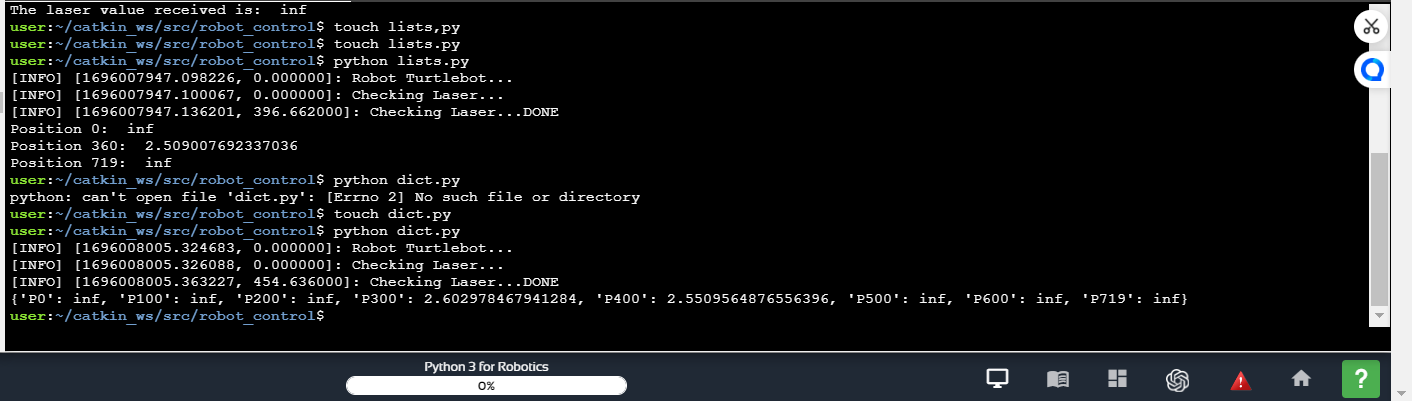 The laser value received is:  inf
user:~/catkin_ws/src/robot_control$ touch lists,py
user:~/catkin_ws/src/robot_control$ touch lists.py
user:~/catkin_ws/src/robot_control$ python lists.py
[INFO] [1696007947.098226, 0.000000]: Robot Turtlebot...
[INFO] [1696007947.100067, 0.000000]: Checking Laser...
[INFO] [1696007947.136201, 396.662000]: Checking Laser...DONE
Position 0:  inf
Position 360:  2.509007692337036
Position 719:  inf
user:~/catkin_ws/src/robot_control$ python dict.py
python: can't open file 'dict.py': [Errno 2] No such file or directory
user:~/catkin_ws/src/robot_control$ touch dict.py
user:~/catkin_ws/src/robot_control$ python dict.py
[INFO] [1696008005.324683, 0.000000]: Robot Turtlebot...
[INFO] [1696008005.326088, 0.000000]: Checking Laser...
[INFO] [1696008005.363227, 454.636000]: Checking Laser...DONE
{'P0': inf, 'P100': inf, 'P200': inf, 'P300': 2.602978467941284, 'P400': 2.5509564876556396, 'P500': inf, 'P600': inf, 'P719': inf}
user:~/catkin_ws/src/robot_control$
Python 3 for Robotics
0%
?